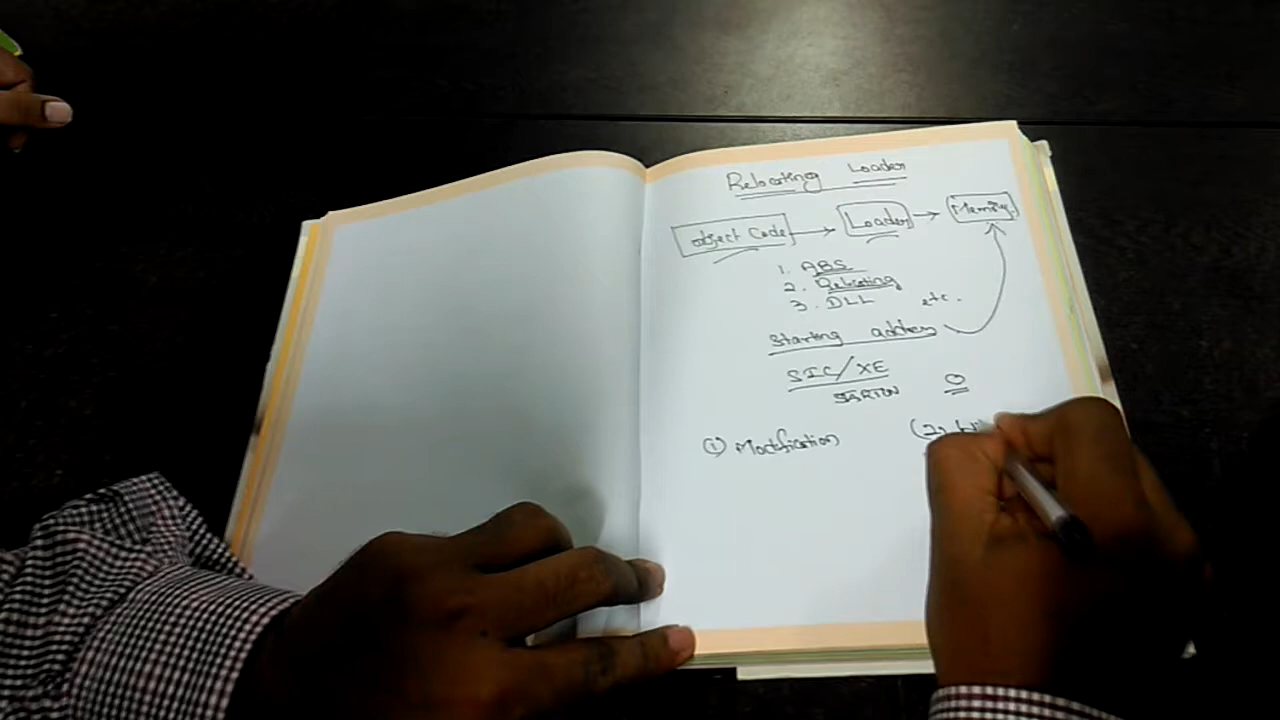 Relocating Loader
Object Code Loader Memory
1. ABS
2. Relocating
3. DLL etc.
Starting address
SIC/XE
0
① Modification